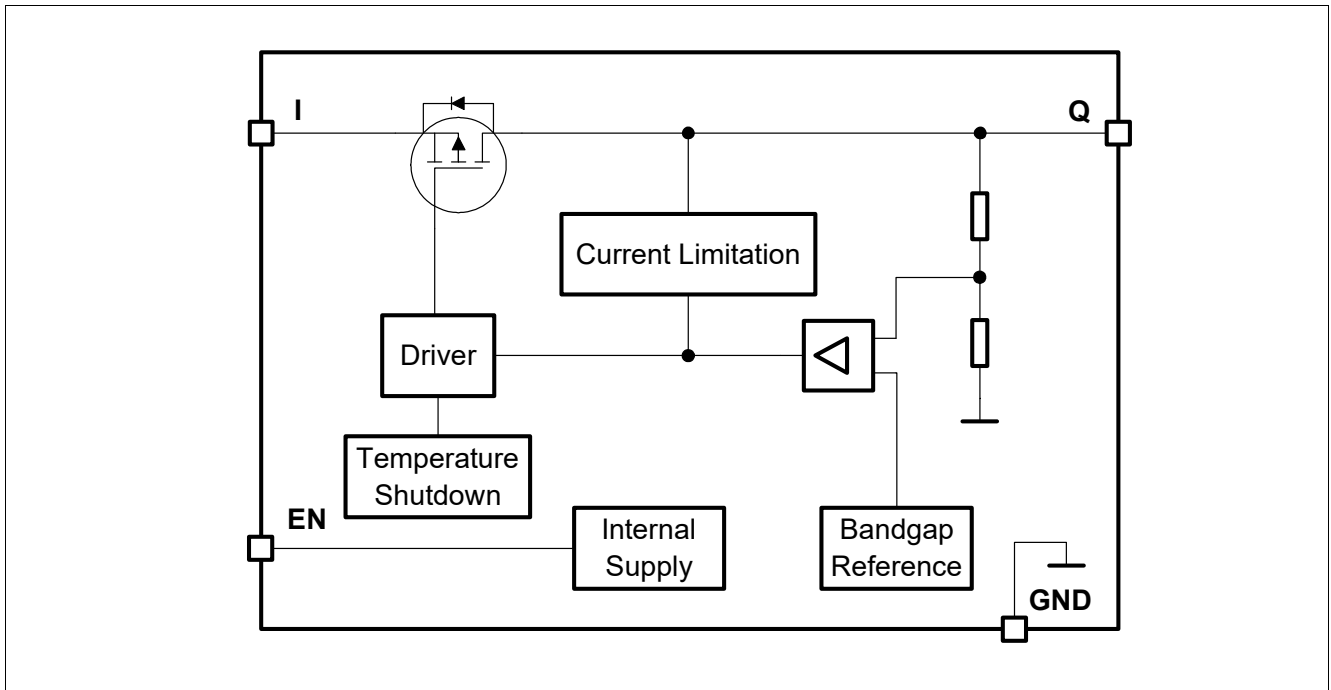 I
Q
Current Limitation
Driver
Temperature
Shutdown
EN
Internal
Supply
Bandgap
Reference
GND